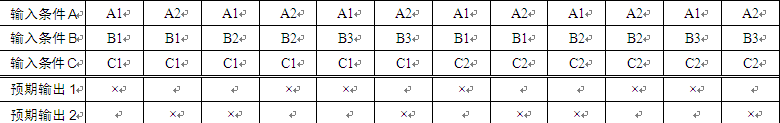 输入条件A A1 A2 A1 A2 A1 A2 A1 A2 A1 A2 A1 A2
输入条件B B1 B1 B2 B2 B3 B3 B1 B1 B2 B2 B3 B3
输入条件C C1 C1 C1 C1 C1 C1 C2 C2 C2 C2 C2 C2
预期输出1 × × × × × ×
预期输出2 × × × × × ×